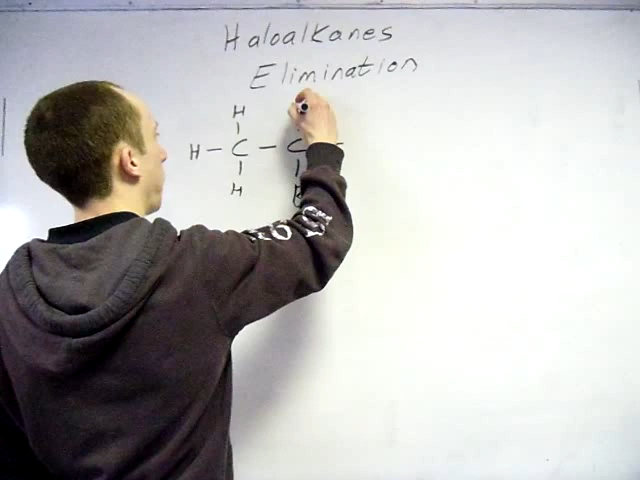 Haloalkanes
Elimination
H
H - C - C -
H